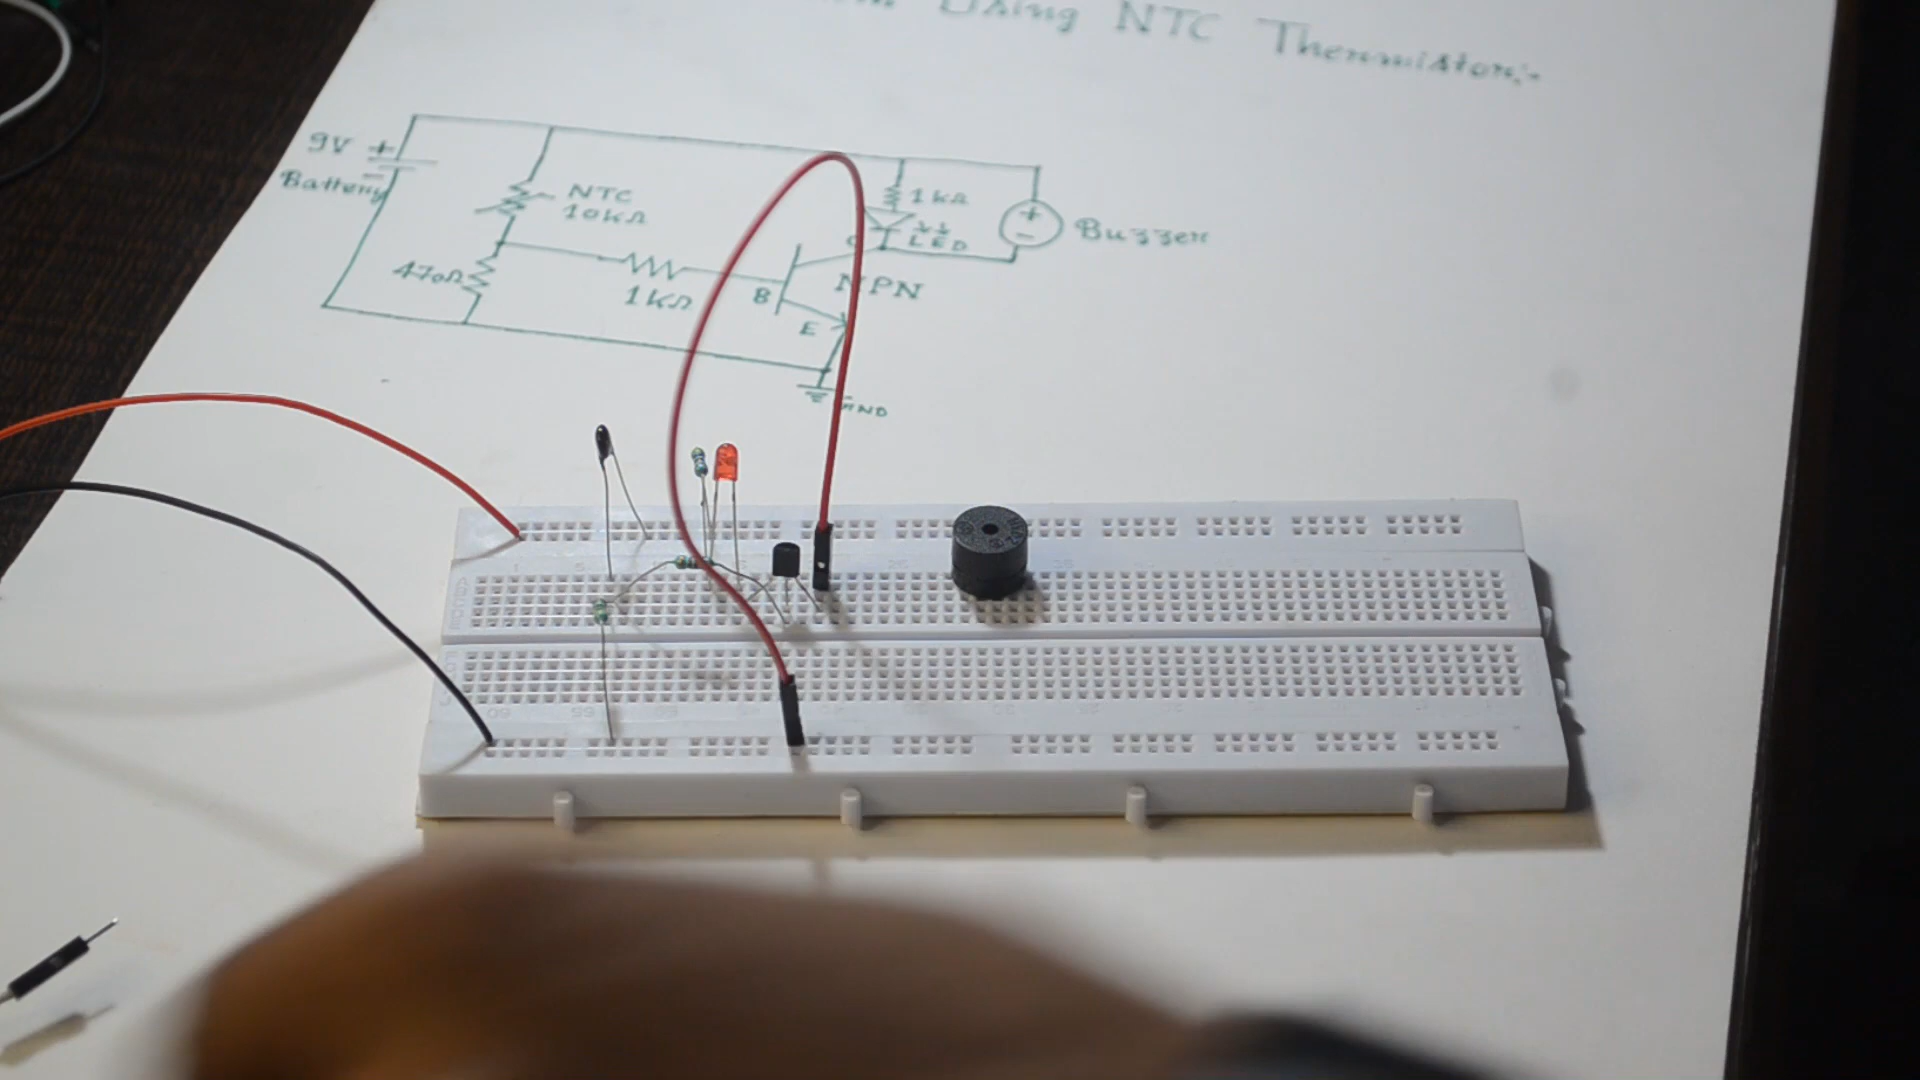 Using NTC Thermistor:-
9V +
-
Battery
NTC
10kΩ
470Ω
1kΩ
B
C
E
NPN
1kΩ
LED
+
-
Buzzer
GND